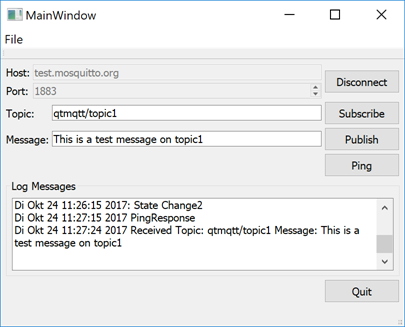 MainWindow
File
Host: test.mosquitto.org
Disconnect
Port: 1883
Topic: qtmqtt/topic1
Subscribe
Message: This is a test message on topic1
Publish
Ping
Log Messages
Di Okt 24 11:26:15 2017: State Change2
Di Okt 24 11:27:15 2017 PingResponse
Di Okt 24 11:27:24 2017 Received Topic: qtmqtt/topic1 Message: This is a
test message on topic1
Quit